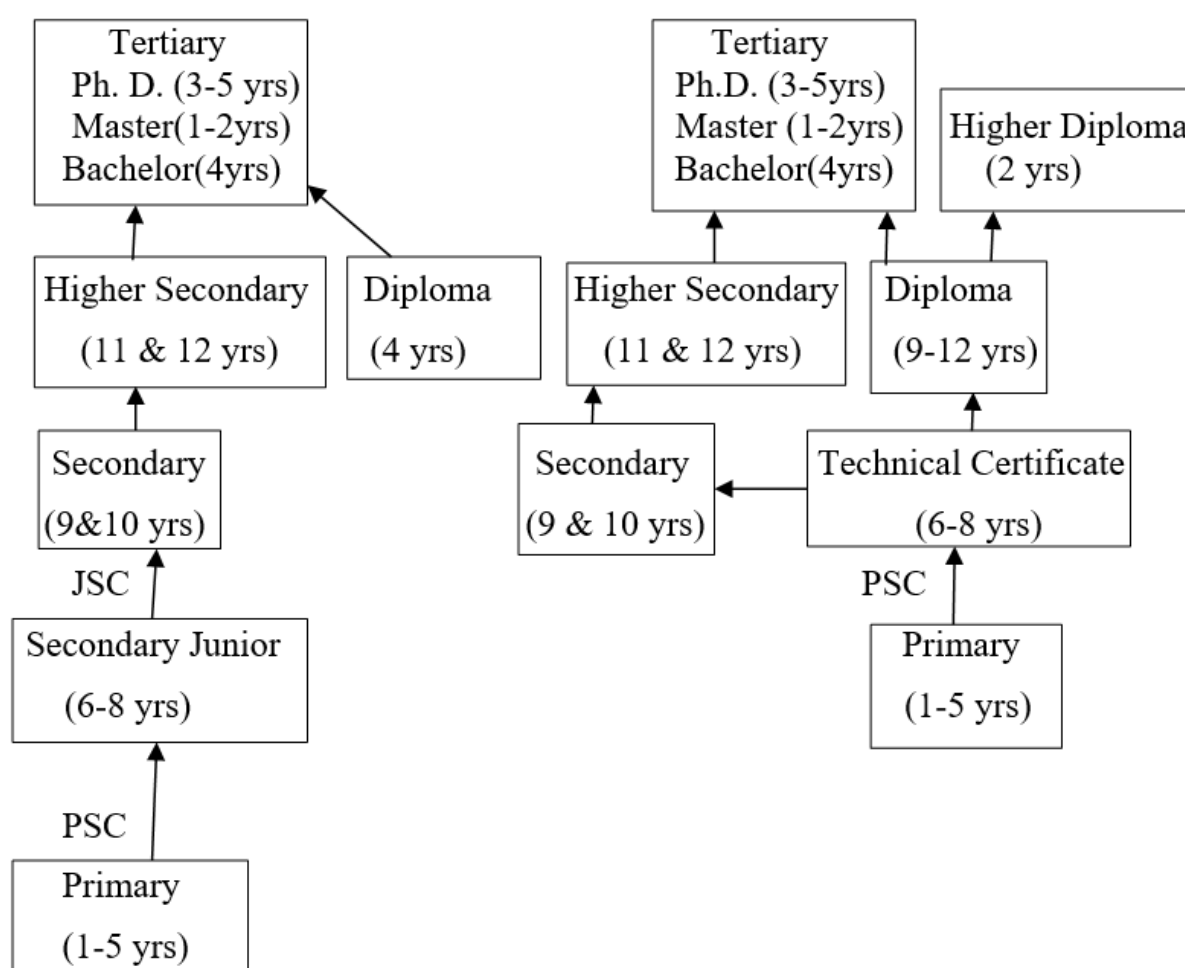 Tertiary
Ph. D. (3-5 yrs)
Master(1-2yrs)
Bachelor(4yrs)
Higher Secondary
(11 & 12 yrs)
Diploma
(4 yrs)
Secondary
(9&10 yrs)
JSC
Secondary Junior
(6-8 yrs)
PSC
Primary
(1-5 yrs)
Tertiary
Ph.D. (3-5yrs)
Master (1-2yrs)
Bachelor(4yrs)
Higher Diploma
(2 yrs)
Higher Secondary
(11 & 12 yrs)
Diploma
(9-12 yrs)
Secondary
(9 & 10 yrs)
Technical Certificate
(6-8 yrs)
PSC
Primary
(1-5 yrs)